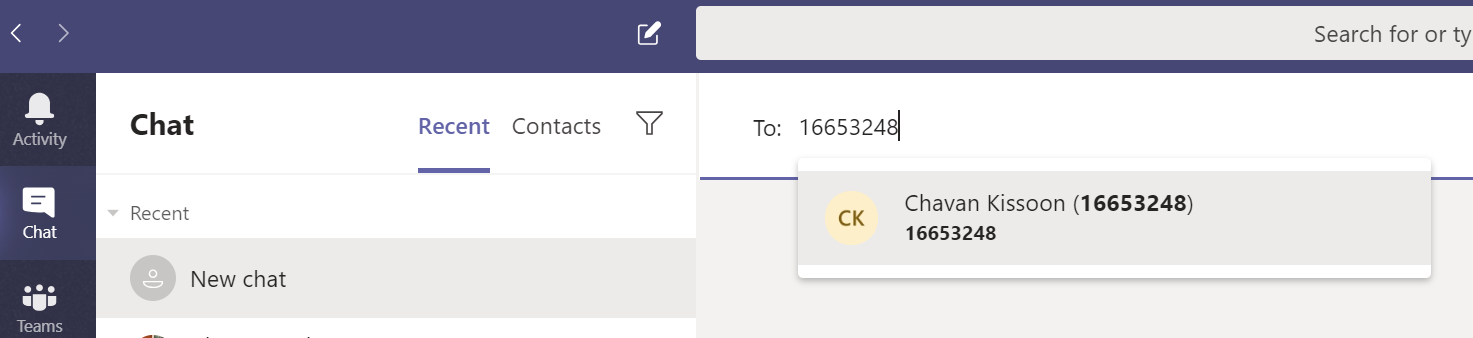 Search for or ty
Activity
Chat
Teams
Chat
Recent
Contacts
Recent
New chat
To: 16653248
CK
Chavan Kissoon (16653248)
16653248